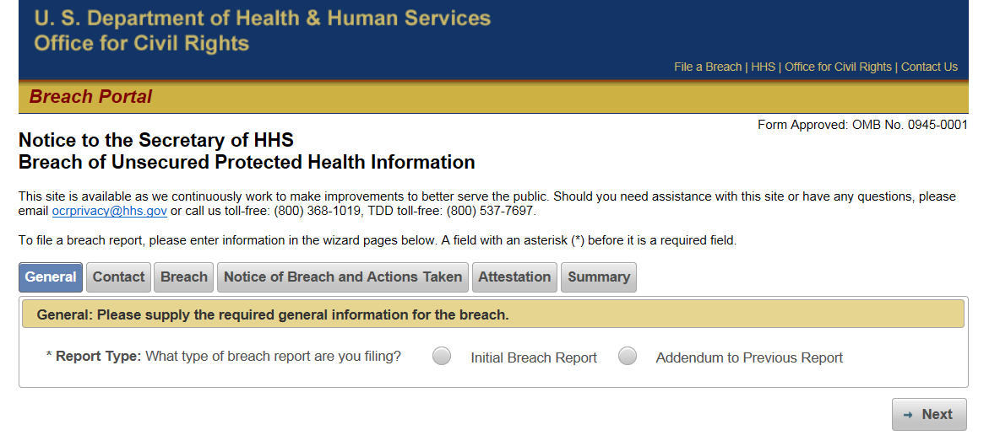 U. S. Department of Health & Human Services
Office for Civil Rights
File a Breach | HHS | Office for Civil Rights | Contact Us
Breach Portal
Form Approved: OMB No. 0945-0001
Notice to the Secretary of HHS
Breach of Unsecured Protected Health Information
This site is available as we continuously work to make improvements to better serve the public. Should you need assistance with this site or have any questions, please
email ocrprivacy@hhs.gov or call us toll-free: (800) 368-1019, TDD toll-free: (800) 537-7697.
To file a breach report, please enter information in the wizard pages below. A field with an asterisk (*) before it is a required field.
General Contact Breach Notice of Breach and Actions Taken Attestation Summary
General: Please supply the required general information for the breach.
* Report Type: What type of breach report are you filing? Initial Breach Report Addendum to Previous Report
Next